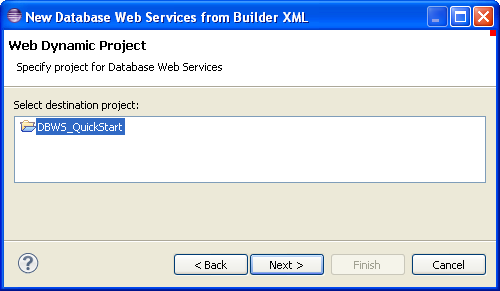 New Database Web Services from Builder XML
Web Dynamic Project
Specify project for Database Web Services
Select destination project:
DBWS_QuickStart
?
< Back
Next >
Finish
Cancel